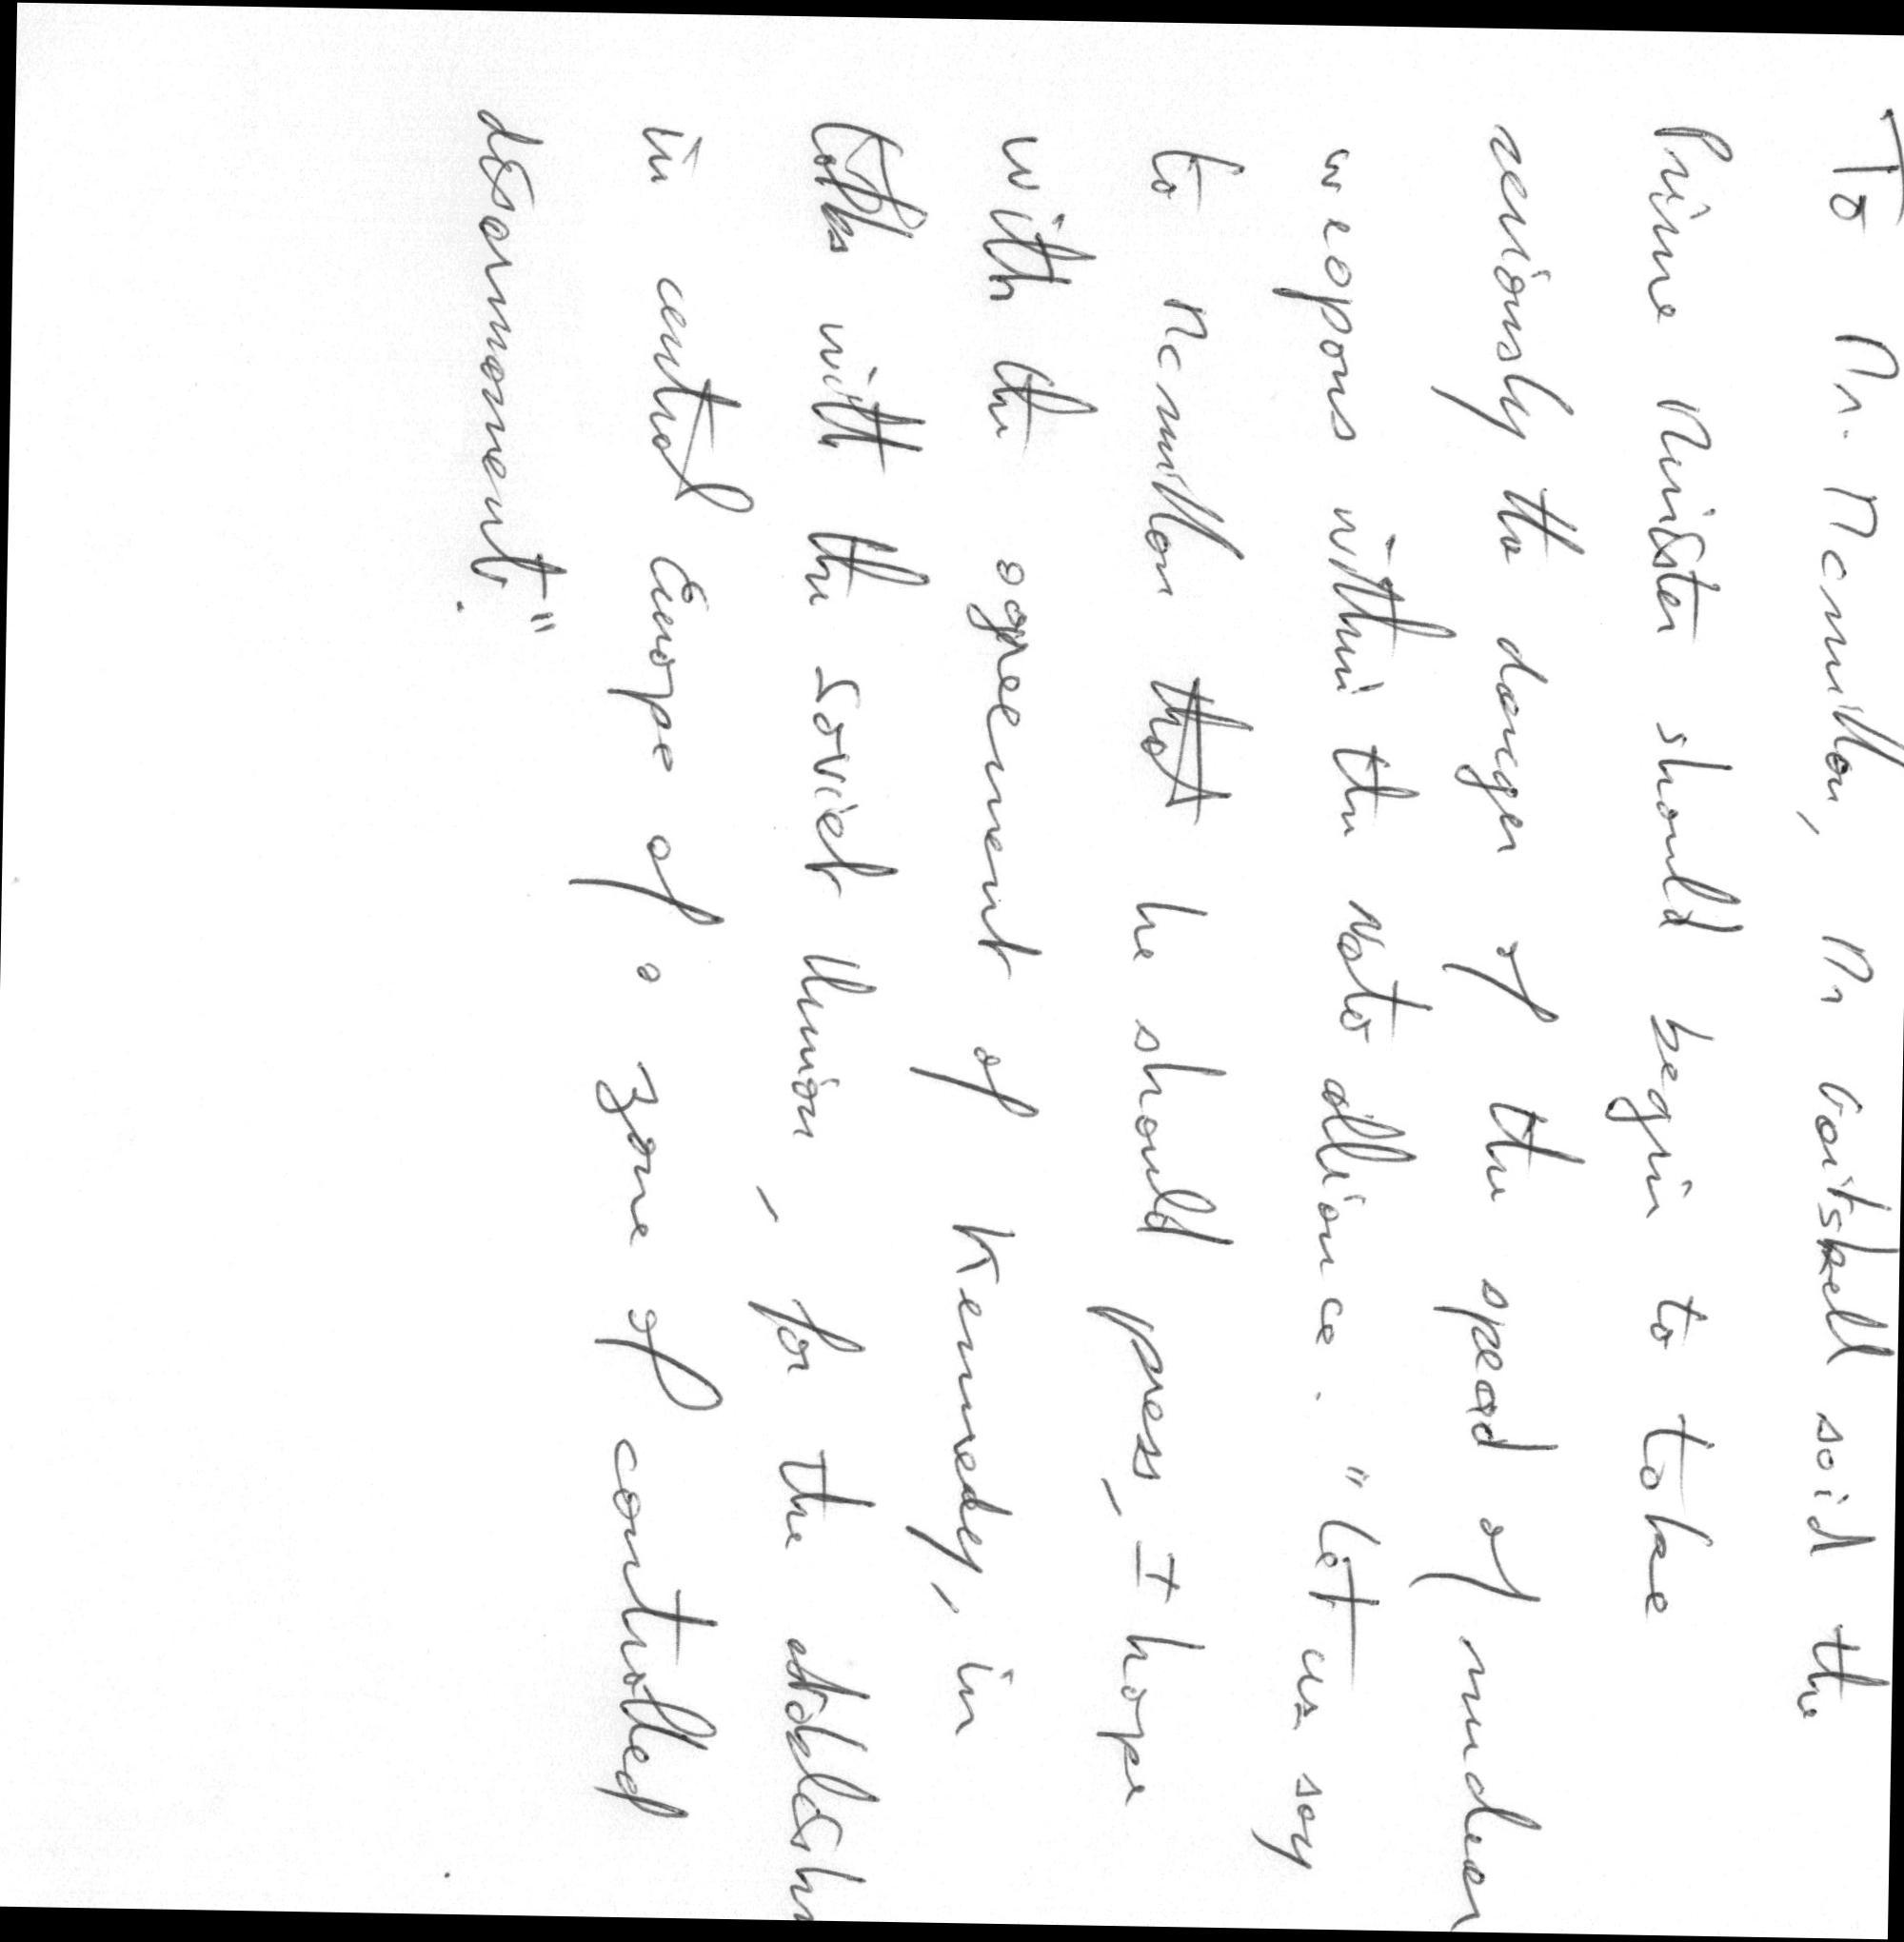 To Mr. Mcmillan, Mr Gaitskell said the
Prime Minister should begin to take
seriously the danger of the spead of nuclear
weapons within the Nato alliance. "Let us say
to Mcmillan that he should press, I hope
with the agreement of Kennedy, in
talks with the Soviet Union, for the establishm
in central Europe of a zone of controlled
disarmament".